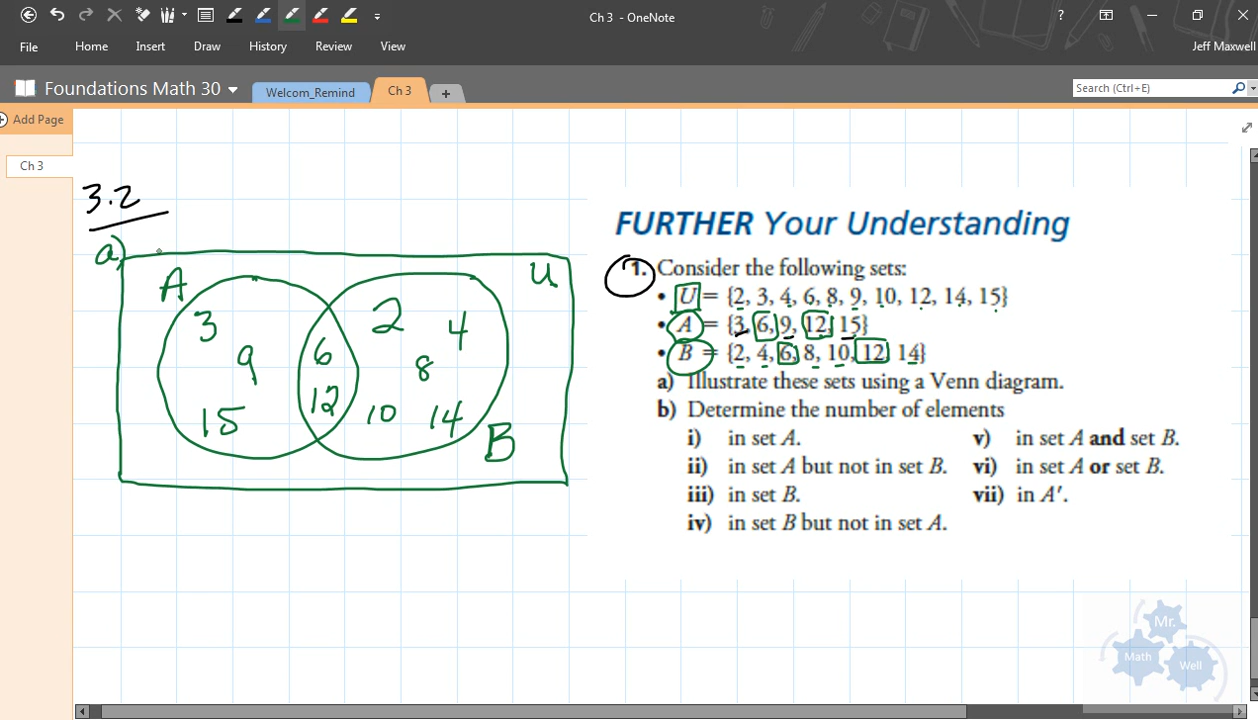 Ch 3 - OneNote
?
File
Home
Insert
Draw
History
Review
View
Jeff Maxwell
Foundations Math 30
Welcom_Remind
Ch 3
Search (Ctrl+E)
Add Page
Ch 3
3.2
a)
A
U
3
9
15
6
12
2
4
8
10
14
B
FURTHER Your Understanding
1. Consider the following sets:
• U = {2, 3, 4, 6, 8, 9, 10, 12, 14, 15}
• A = {3, 6, 9, 12, 15}
• B = {2, 4, 6, 8, 10, 12, 14}
a) Illustrate these sets using a Venn diagram.
b) Determine the number of elements
i) in set A.
ii) in set A but not in set B.
iii) in set B.
iv) in set B but not in set A.
v) in set A and set B.
vi) in set A or set B.
vii) in A′.
Mr.
Math
Well